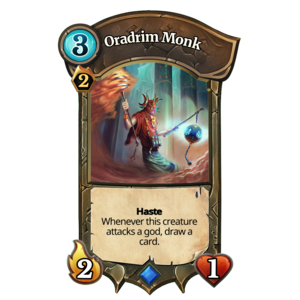 3
Oradrim Monk
2
Haste
Whenever this creature
attacks a god, draw a
card.
2
1